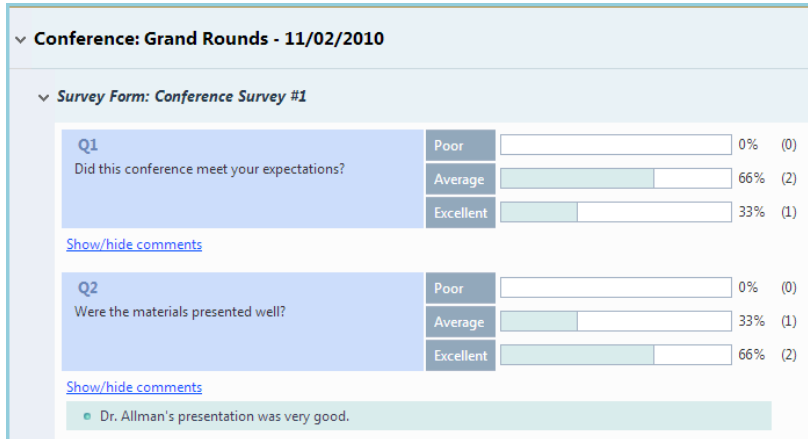 Conference: Grand Rounds - 11/02/2010
Survey Form: Conference Survey #1
Q1
Did this conference meet your expectations?
Poor 0% (0)
Average 66% (2)
Excellent 33% (1)
Show/hide comments
Q2
Were the materials presented well?
Poor 0% (0)
Average 33% (1)
Excellent 66% (2)
Show/hide comments
Dr. Allman's presentation was very good.